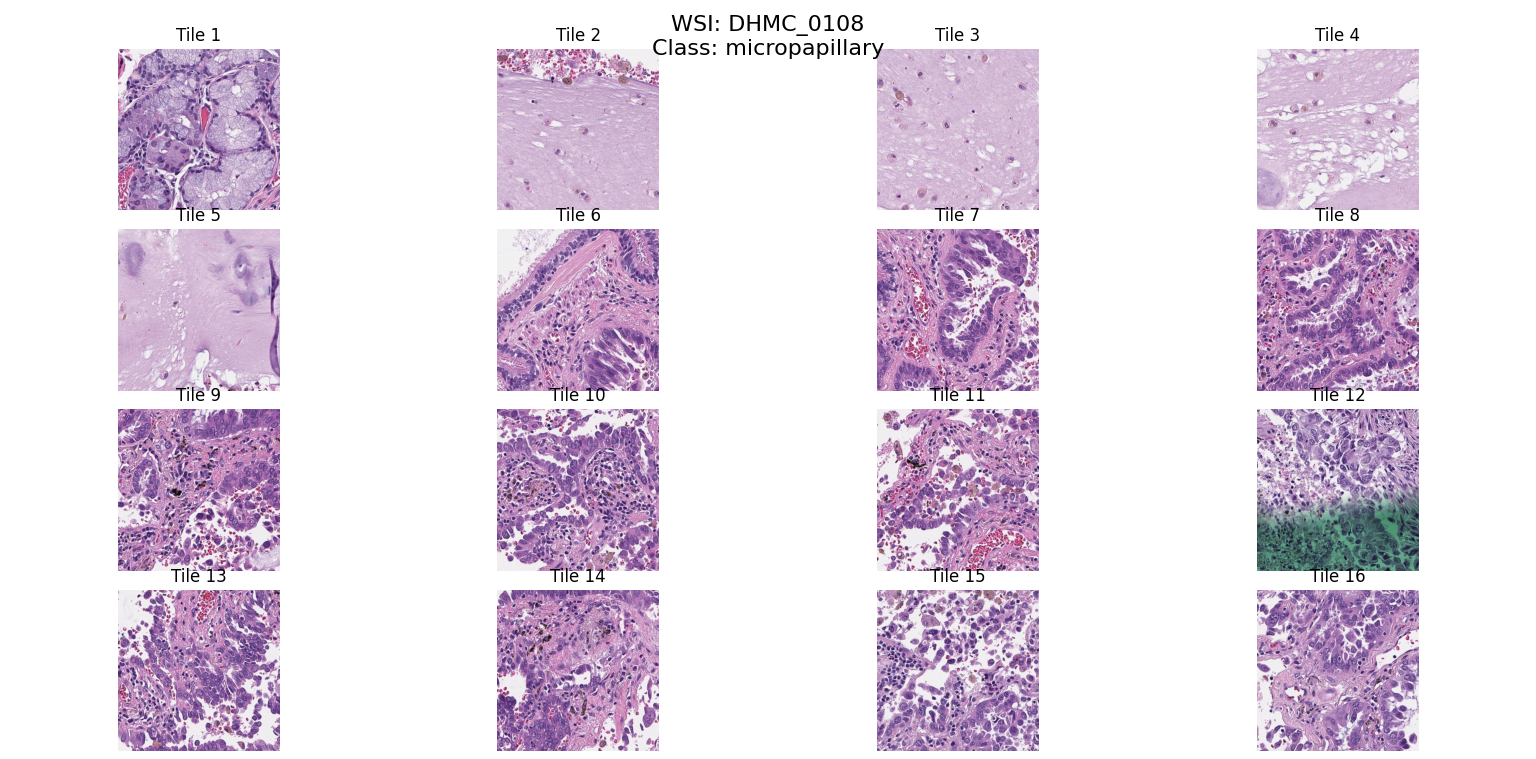 WSI: DHMC_0108
Class: micropapillary
Tile 1
Tile 2
Tile 3
Tile 4
Tile 5
Tile 6
Tile 7
Tile 8
Tile 9
Tile 10
Tile 11
Tile 12
Tile 13
Tile 14
Tile 15
Tile 16